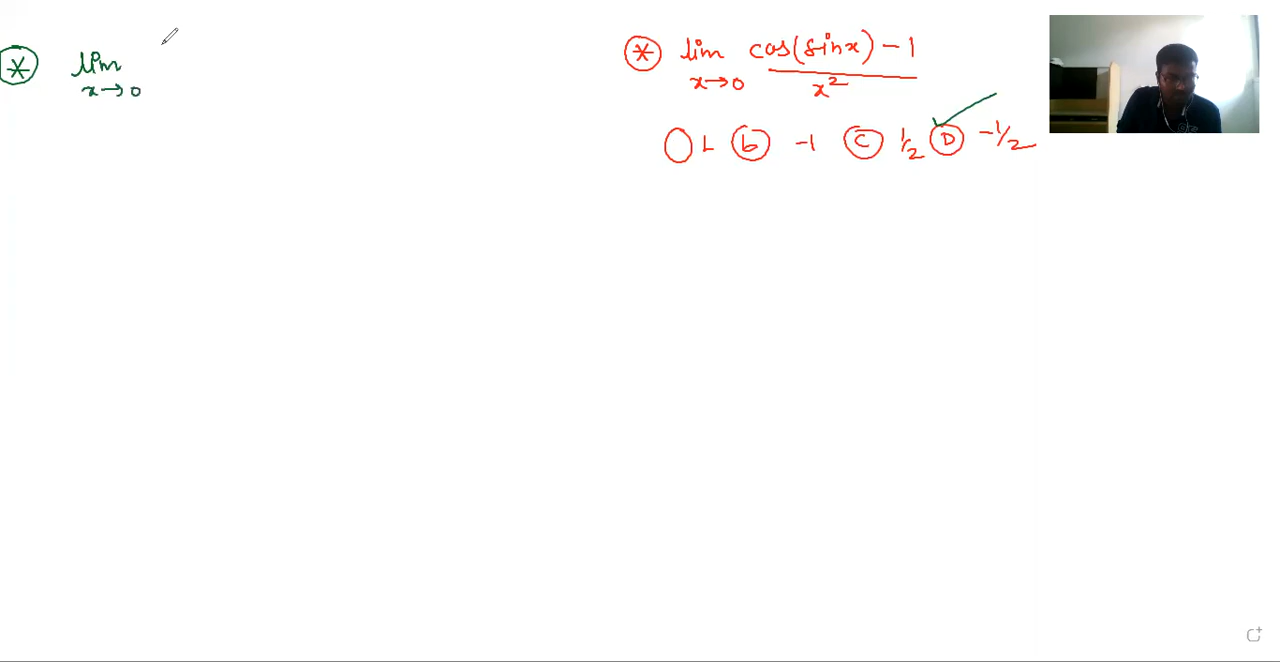 * lim
x→0
* lim cos(sinx) - 1
x→0 x²
1 b -1 C 1/2 D -1/2